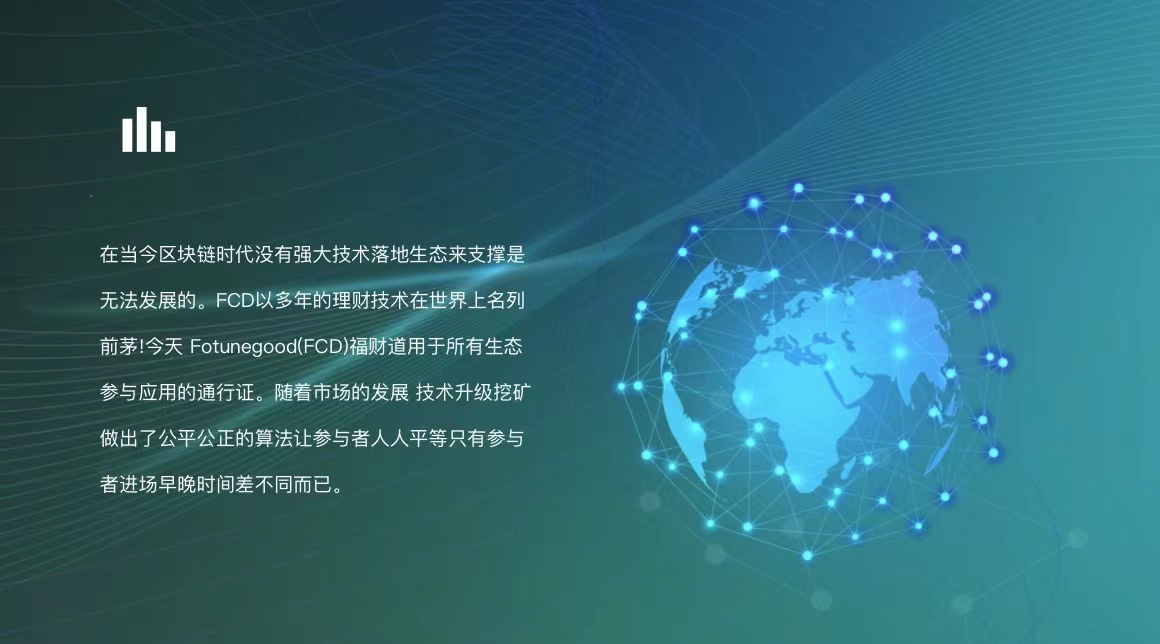 在当今区块链时代没有强大技术落地生态来支撑是
无法发展的。FCD以多年的理财技术在世界上名列
前茅!今天 Fotunegood(FCD)福财道用于所有生态
参与应用的通行证。随着市场的发展 技术升级挖矿
做出了公平公正的算法让参与者人人平等只有参与
者进场早晚时间差不同而已。